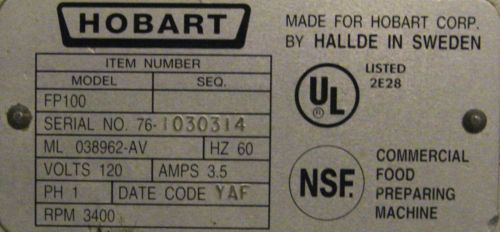 HOBART
MADE FOR HOBART CORP.
BY HALLDE IN SWEDEN
ITEM NUMBER
MODEL SEQ.
FP100
SERIAL NO. 76-1030314
ML 038962-AV HZ 60
VOLTS 120 AMPS 3.5
PH 1 DATE CODE YAF
RPM 3400
UL ®
LISTED
2E28
NSF.
COMMERCIAL
FOOD
PREPARING
MACHINE